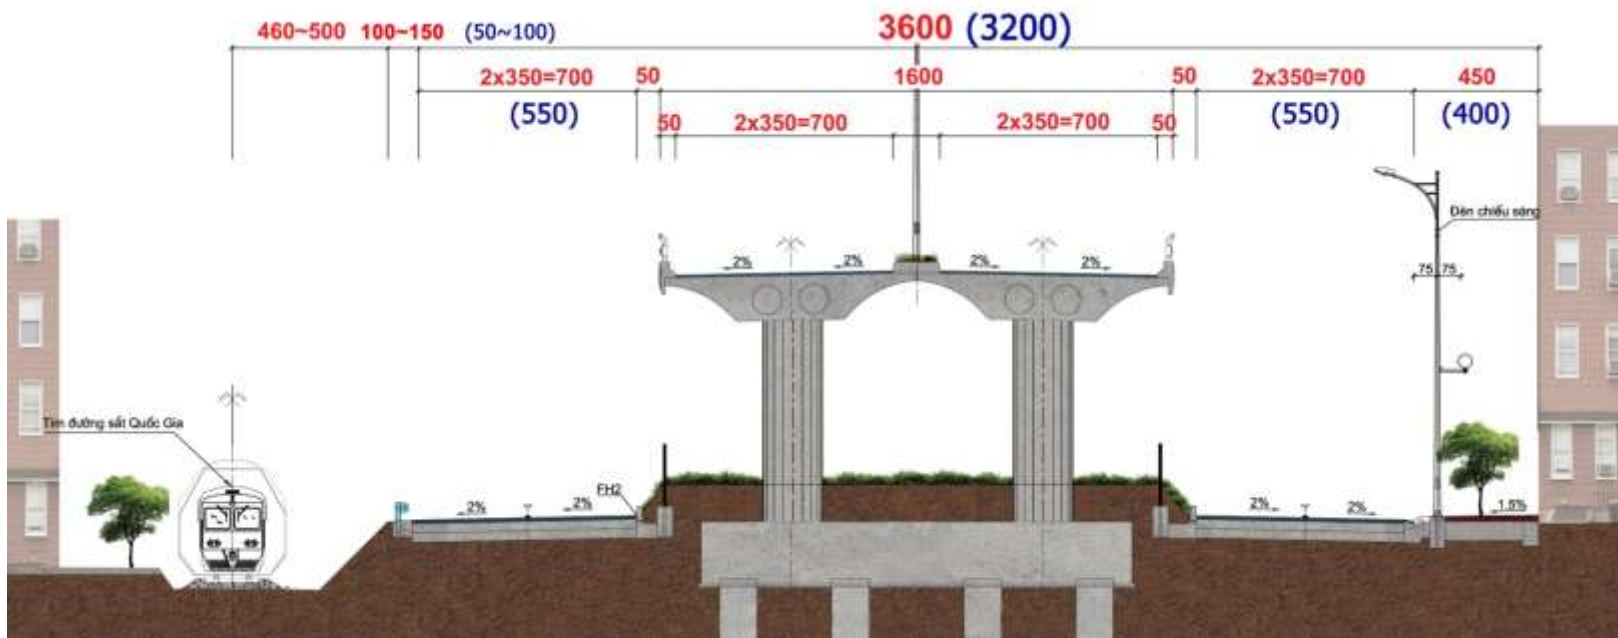 460~500 100~150 (50~100) 3600 (3200)
2x350=700 50 1600 50 2x350=700 450
(550) (550) (400)
50 2x350=700 2x350=700 50
Đèn chiếu sáng
2% 2% 2% 2%
75 75
Tim đường sắt Quốc Gia
FH2
2% 2% 2% 2% 1.5%